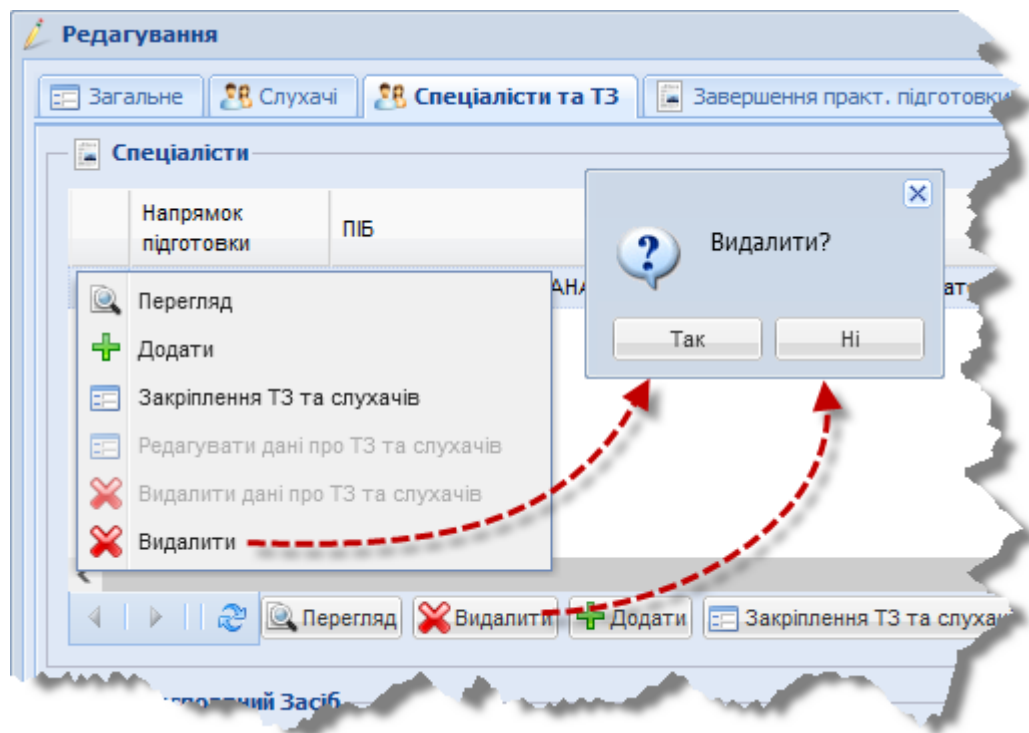 Редагування
Загальне
Слухачі
Спеціалісти та ТЗ
Завершення практ. підготовки
Спеціалісти
Напрямок
підготовки
ПІБ
Видалити?
Так
Ні
Перегляд
Додати
Закріплення ТЗ та слухачів
Редагувати дані про ТЗ та слухачів
Видалити дані про ТЗ та слухачів
Видалити
Перегляд
Видалити
Додати
Закріплення ТЗ та слуха
Засіб